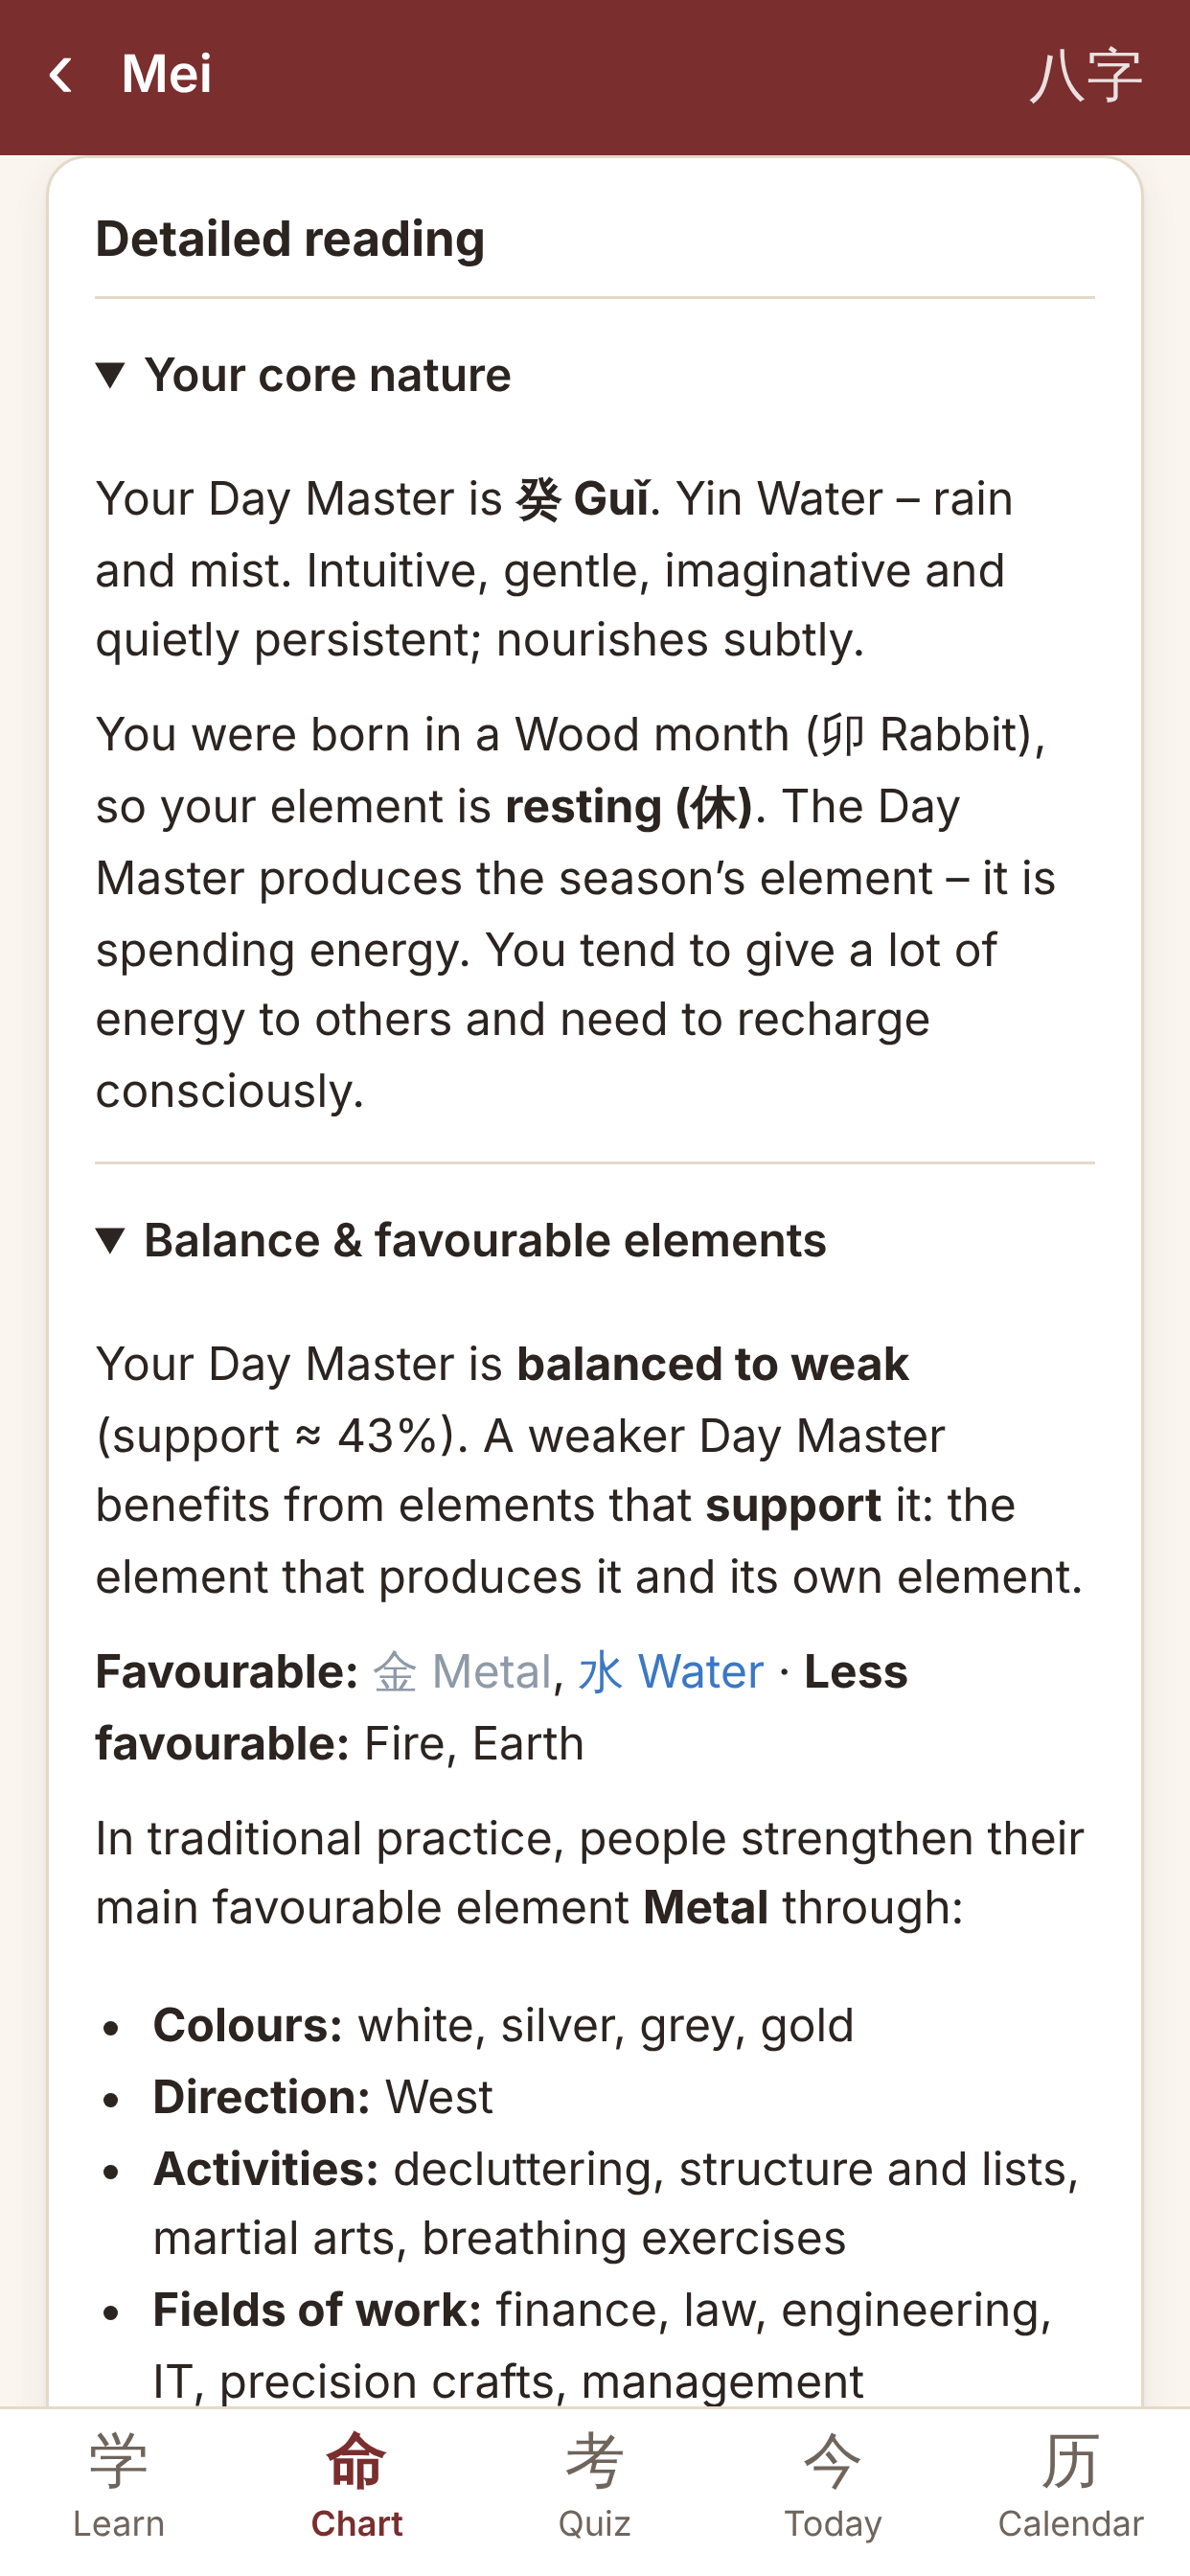 Mei
八字
Detailed reading
▼ Your core nature
Your Day Master is 癸 Guǐ. Yin Water – rain
and mist. Intuitive, gentle, imaginative and
quietly persistent; nourishes subtly.
You were born in a Wood month (卯 Rabbit),
so your element is resting (休). The Day
Master produces the season’s element – it is
spending energy. You tend to give a lot of
energy to others and need to recharge
consciously.
▼ Balance & favourable elements
Your Day Master is balanced to weak
(support ≈ 43%). A weaker Day Master
benefits from elements that support it: the
element that produces it and its own element.
Favourable: 金 Metal, 水 Water · Less
favourable: Fire, Earth
In traditional practice, people strengthen their
main favourable element Metal through:
• Colours: white, silver, grey, gold
• Direction: West
• Activities: decluttering, structure and lists,
martial arts, breathing exercises
• Fields of work: finance, law, engineering,
IT, precision crafts, management
学 命 考 今 历
Learn Chart Quiz Today Calendar